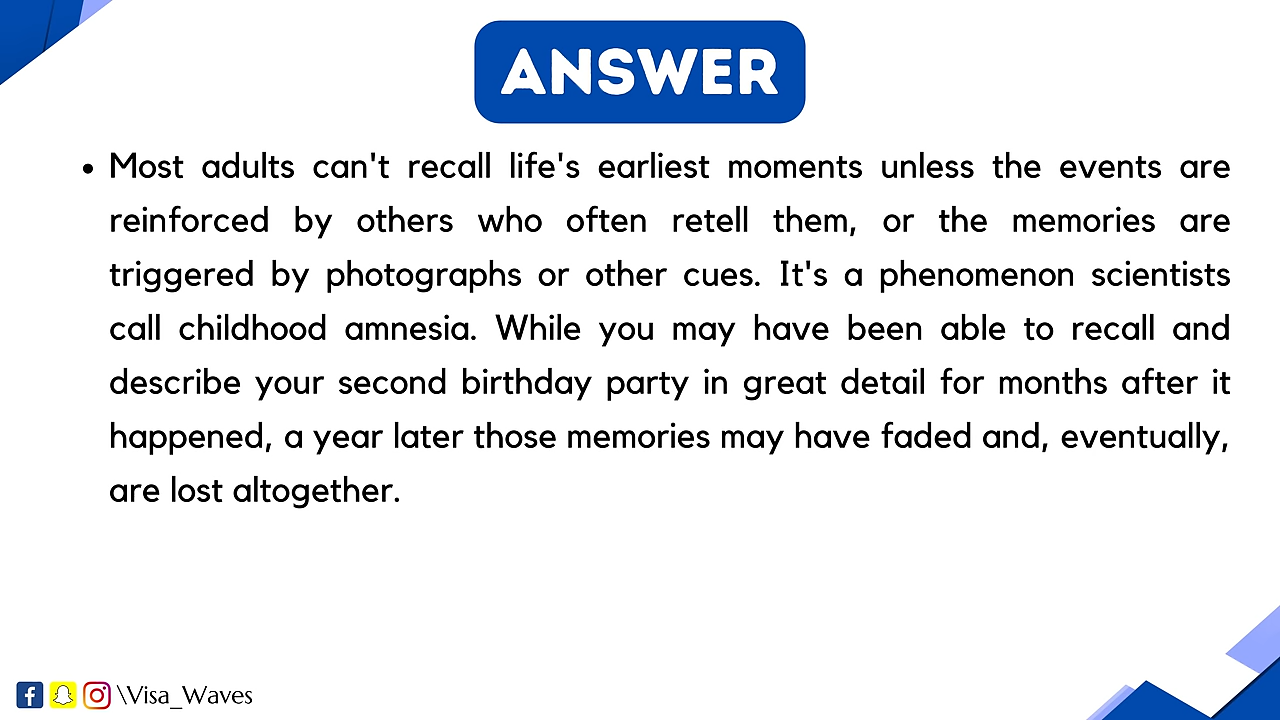 ANSWER
• Most adults can't recall life's earliest moments unless the events are
reinforced by others who often retell them, or the memories are
triggered by photographs or other cues. It's a phenomenon scientists
call childhood amnesia. While you may have been able to recall and
describe your second birthday party in great detail for months after it
happened, a year later those memories may have faded and, eventually,
are lost altogether.
\Visa_Waves